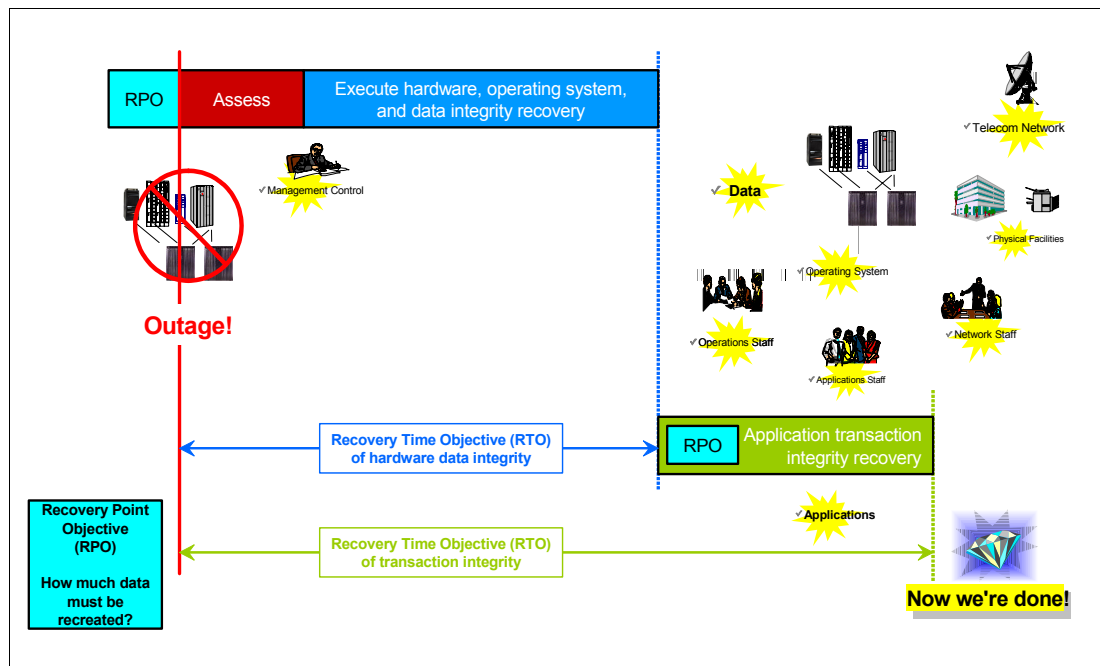 RPO
Assess
Execute hardware, operating system,
and data integrity recovery
Telecom Network
Management Control
Data
Physical Facilities
Operating System
Outage!
Operations Staff
Network Staff
Applications Staff
Recovery Time Objective (RTO)
of hardware data integrity
RPO
Application transaction
integrity recovery
Recovery Point
Objective
(RPO)
How much data
must be
recreated?
Applications
Recovery Time Objective (RTO)
of transaction integrity
Now we're done!